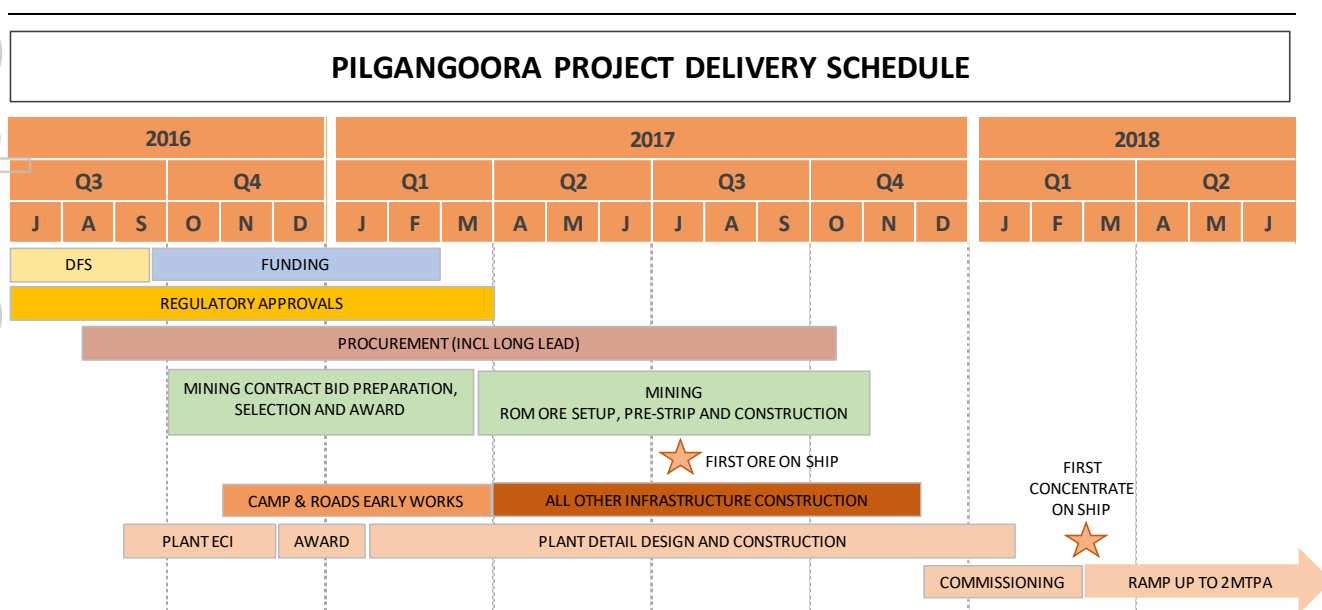 PILGANGOORA PROJECT DELIVERY SCHEDULE
2016 2017 2018
Q3 Q4 Q1 Q2 Q3 Q4 Q1 Q2
J A S O N D J F M A M J J A S O N D J F M A M J
DFS FUNDING
REGULATORY APPROVALS
PROCUREMENT (INCL LONG LEAD)
MINING CONTRACT BID PREPARATION,
SELECTION AND AWARD
MINING
ROM ORE SETUP, PRE-STRIP AND CONSTRUCTION
FIRST ORE ON SHIP
FIRST
CONCENTRATE
ON SHIP
CAMP & ROADS EARLY WORKS ALL OTHER INFRASTRUCTURE CONSTRUCTION
PLANT ECI AWARD PLANT DETAIL DESIGN AND CONSTRUCTION
COMMISSIONING RAMP UP TO 2MTPA